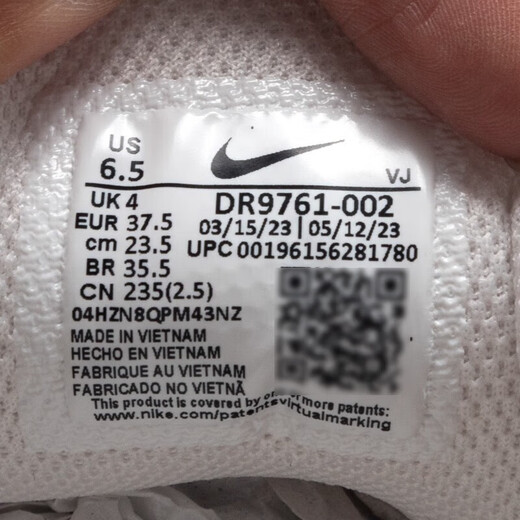 US
6.5
VJ
UK 4
DR9761-002
EUR 37.5
03/15/23 | 05/12/23
cm 23.5
UPC 00196156281780
BR 35.5
CN 235(2.5)
04HZN8QPM43NZ
MADE IN VIETNAM
HECHO EN VIETNAM
FABRIQUE AU VIETNAM
FABRICADO NO VIETNÃ
This product is covered by one or more patents:
www.nike.com/patentsvirtualmarking